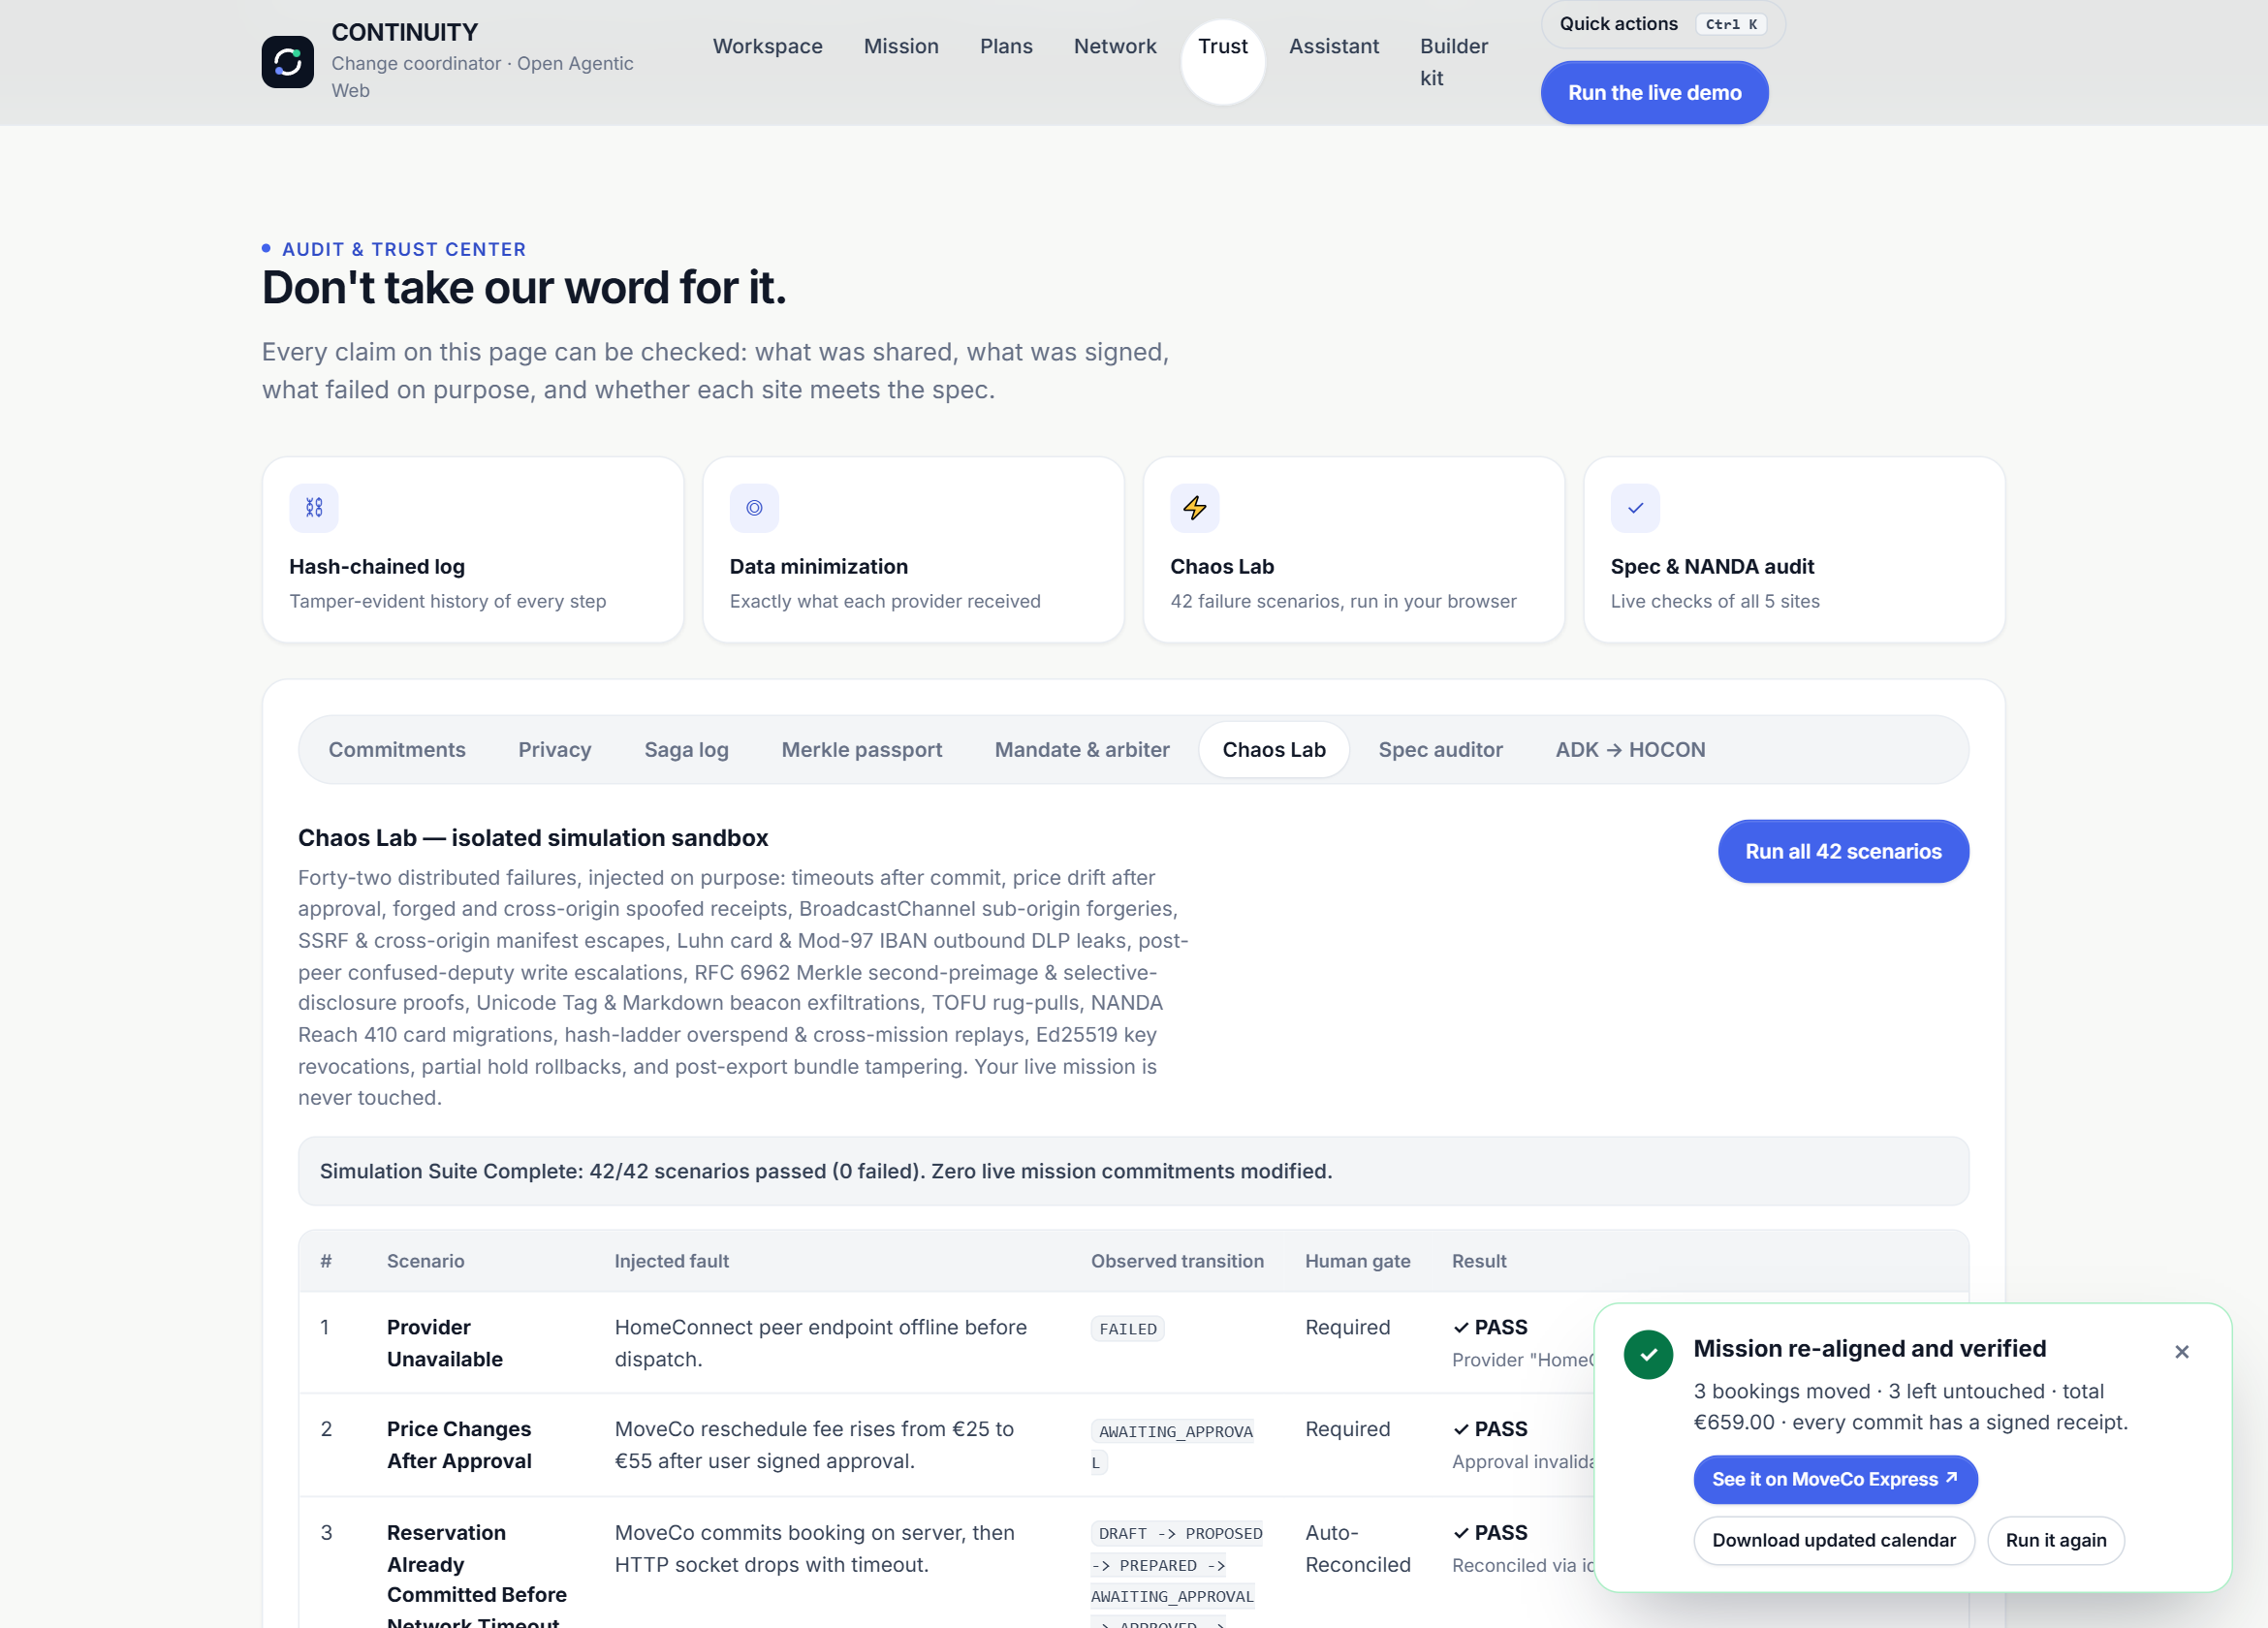 CONTINUITY
Change coordinator · Open Agentic
Web
Workspace
Mission
Plans
Network
Trust
Assistant
Builder
kit
Quick actions Ctrl K
Run the live demo
AUDIT & TRUST CENTER
Don't take our word for it.
Every claim on this page can be checked: what was shared, what was signed,
what failed on purpose, and whether each site meets the spec.
Hash-chained log
Tamper-evident history of every step
Data minimization
Exactly what each provider received
Chaos Lab
42 failure scenarios, run in your browser
Spec & NANDA audit
Live checks of all 5 sites
Commitments
Privacy
Saga log
Merkle passport
Mandate & arbiter
Chaos Lab
Spec auditor
ADK → HOCON
Chaos Lab — isolated simulation sandbox
Run all 42 scenarios
Forty-two distributed failures, injected on purpose: timeouts after commit, price drift after
approval, forged and cross-origin spoofed receipts, BroadcastChannel sub-origin forgeries,
SSRF & cross-origin manifest escapes, Luhn card & Mod-97 IBAN outbound DLP leaks, post-
peer confused-deputy write escalations, RFC 6962 Merkle second-preimage & selective-
disclosure proofs, Unicode Tag & Markdown beacon exfiltrations, TOFU rug-pulls, NANDA
Reach 410 card migrations, hash-ladder overspend & cross-mission replays, Ed25519 key
revocations, partial hold rollbacks, and post-export bundle tampering. Your live mission is
never touched.
Simulation Suite Complete: 42/42 scenarios passed (0 failed). Zero live mission commitments modified.
# Scenario Injected fault Observed transition Human gate Result
1
Provider
Unavailable
HomeConnect peer endpoint offline before
dispatch.
FAILED
Required
✓ PASS
Provider "Home
2
Price Changes
After Approval
MoveCo reschedule fee rises from €25 to
€55 after user signed approval.
AWAITING_APPROVA
L
Required
✓ PASS
Approval invalida
3
Reservation
Already
Committed Before
Network Timeout
MoveCo commits booking on server, then
HTTP socket drops with timeout.
DRAFT -> PROPOSED
-> PREPARED ->
AWAITING_APPROVAL
-> APPROVED ->
Auto-
Reconciled
✓ PASS
Reconciled via
Mission re-aligned and verified
3 bookings moved · 3 left untouched · total
€659.00 · every commit has a signed receipt.
See it on MoveCo Express ↗
Download updated calendar
Run it again